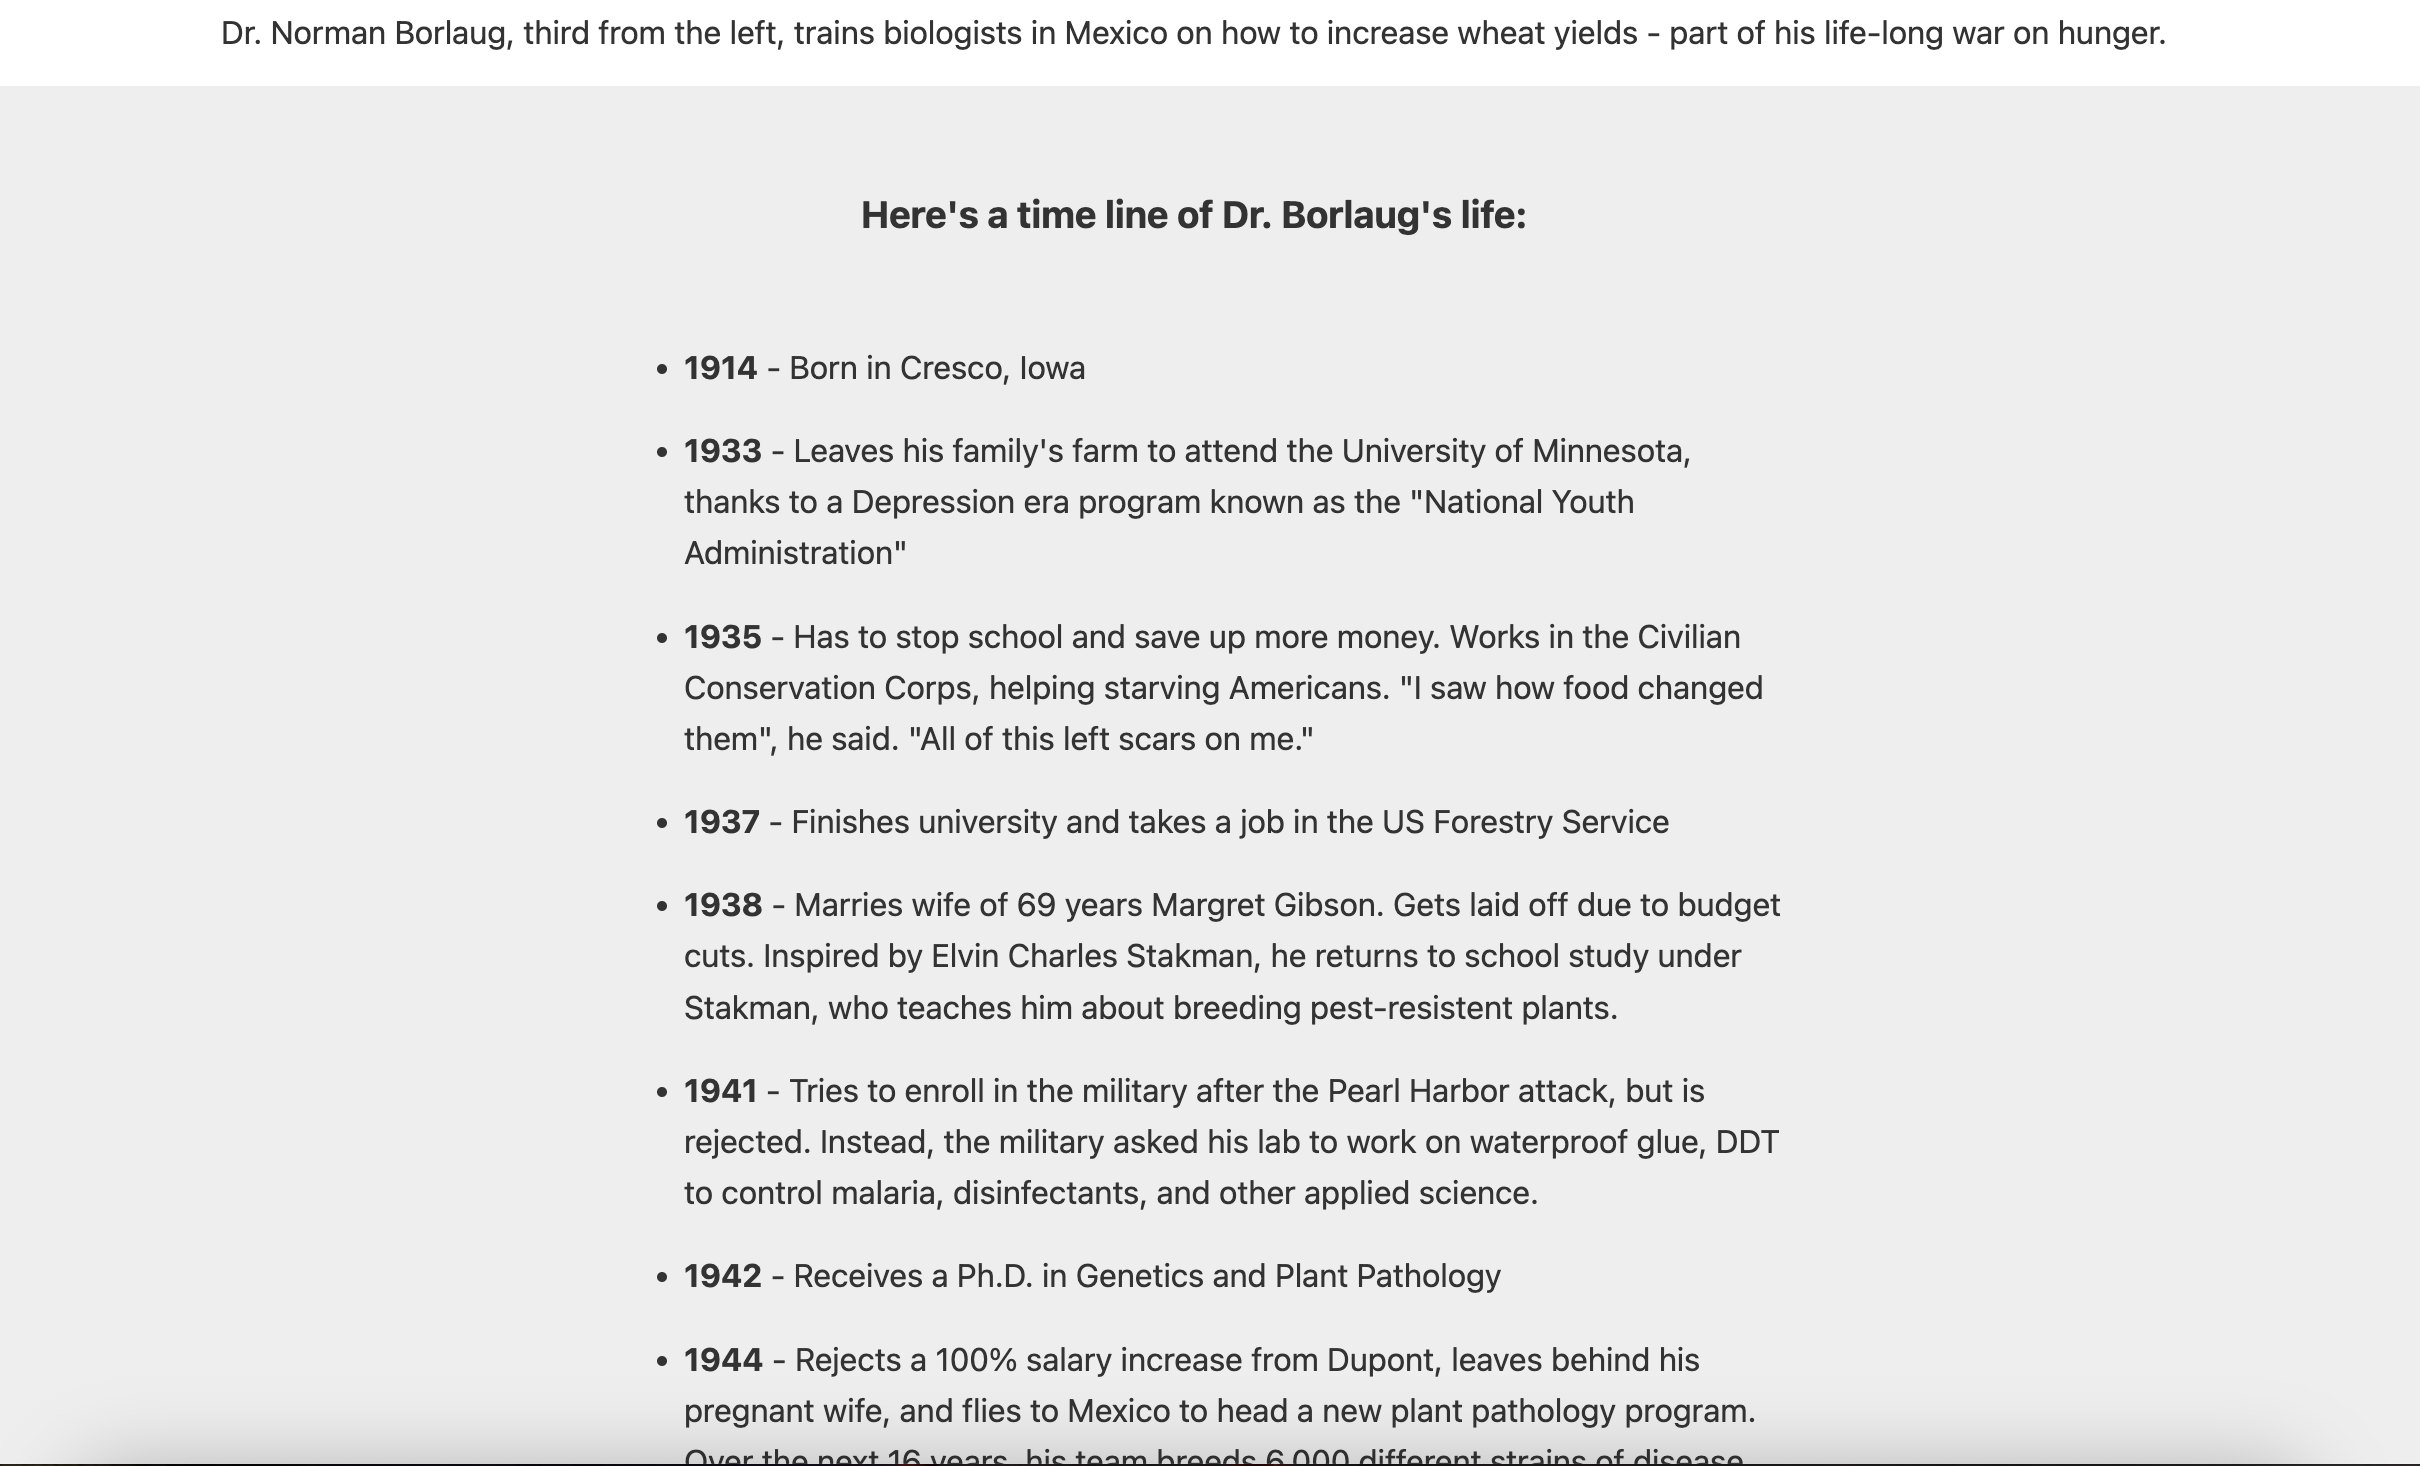 Dr. Norman Borlaug, third from the left, trains biologists in Mexico on how to increase wheat yields - part of his life-long war on hunger.
Here's a time line of Dr. Borlaug's life:
• 1914 - Born in Cresco, Iowa
• 1933 - Leaves his family's farm to attend the University of Minnesota,
thanks to a Depression era program known as the "National Youth
Administration"
• 1935 - Has to stop school and save up more money. Works in the Civilian
Conservation Corps, helping starving Americans. "I saw how food changed
them", he said. "All of this left scars on me."
• 1937 - Finishes university and takes a job in the US Forestry Service
• 1938 - Marries wife of 69 years Margret Gibson. Gets laid off due to budget
cuts. Inspired by Elvin Charles Stakman, he returns to school study under
Stakman, who teaches him about breeding pest-resistent plants.
• 1941 - Tries to enroll in the military after the Pearl Harbor attack, but is
rejected. Instead, the military asked his lab to work on waterproof glue, DDT
to control malaria, disinfectants, and other applied science.
• 1942 - Receives a Ph.D. in Genetics and Plant Pathology
• 1944 - Rejects a 100% salary increase from Dupont, leaves behind his
pregnant wife, and flies to Mexico to head a new plant pathology program.
Over the next 16 years, his team breeds 6,000 different strains of disease